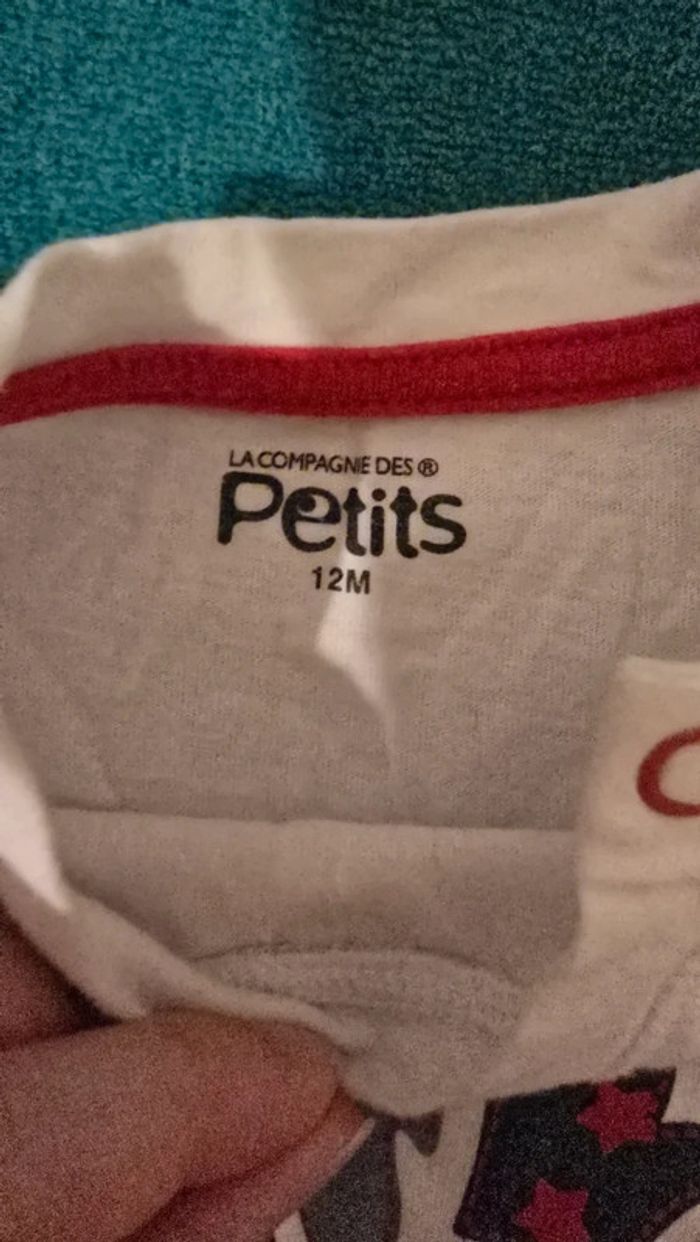 LA COMPAGNIE DES ®
Petits
12M